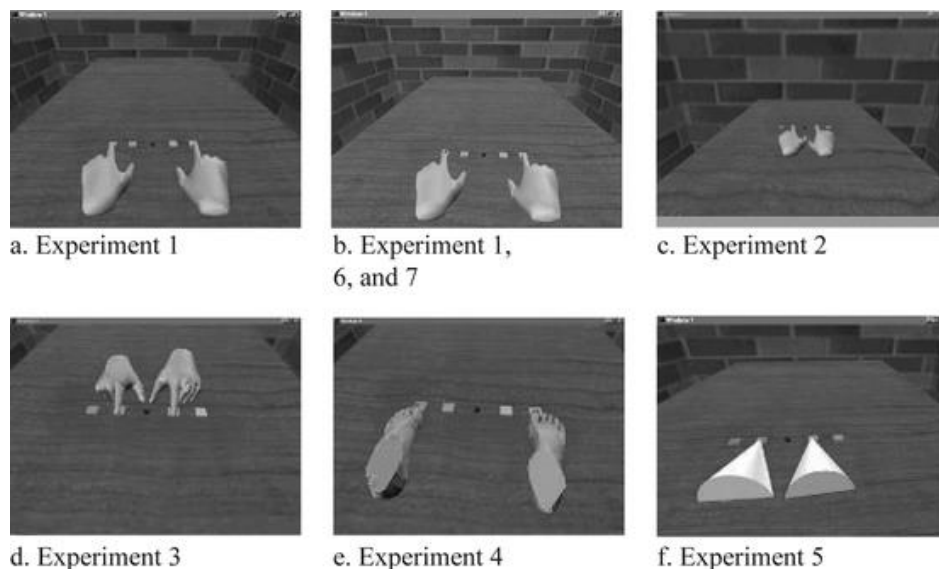 a. Experiment 1
b. Experiment 1,
6, and 7
c. Experiment 2
d. Experiment 3
e. Experiment 4
f. Experiment 5